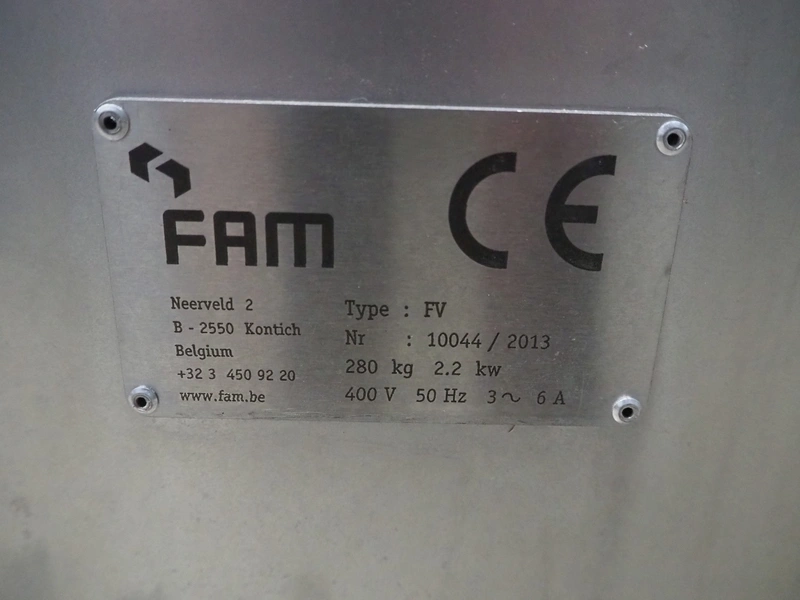 FAM
CE
Neerveld 2
B - 2550 Kontich
Belgium
+32 3 450 92 20
www.fam.be
Type : FV
Nr : 10044 / 2013
280 kg 2.2 kw
400 V 50 Hz 3~ 6 A